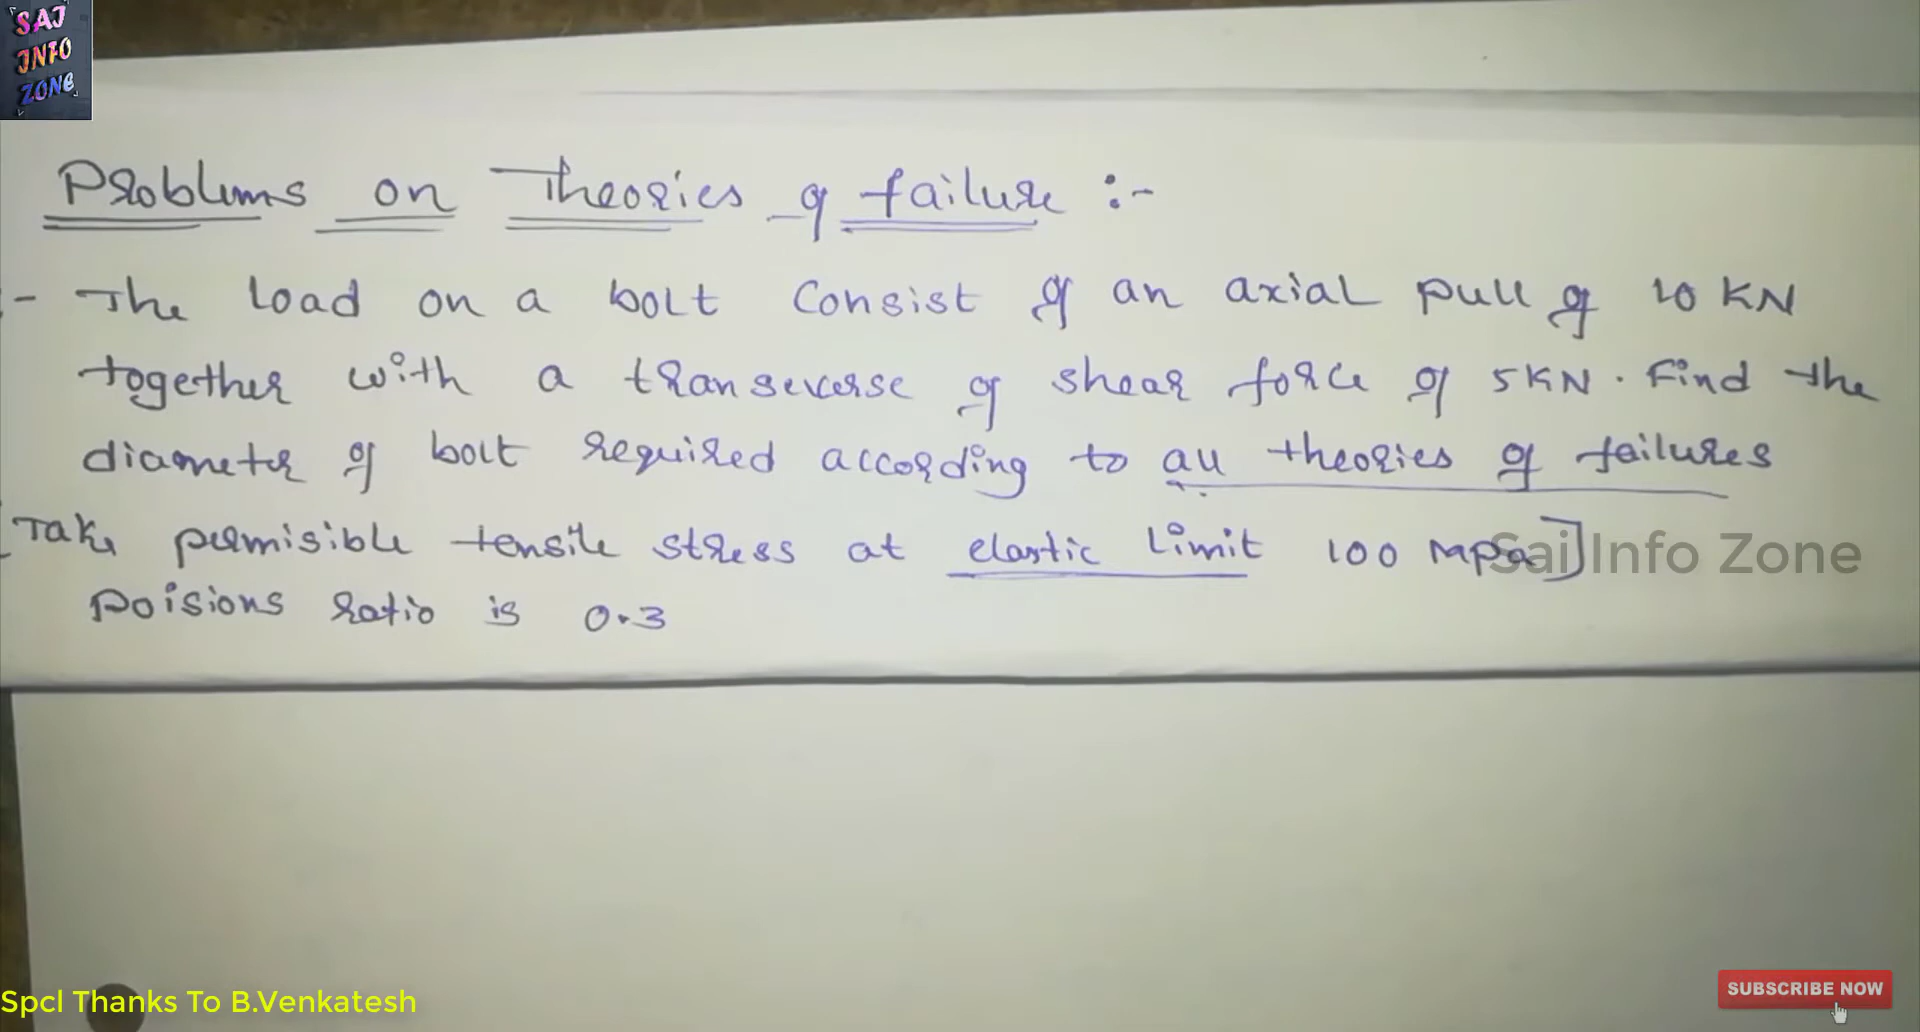 SAI
INFO
ZONE
Problems on Theories of failure :-
:- The load on a bolt Consist of an axial pull of 10 KN
together with a transeverse of shear force of 5KN. Find the
diameter of bolt required according to all theories of failures
[Take permisible tensile stress at elastic limit 100 Mpa]
Sai Info Zone
Poisions ratio is 0.3
Spcl Thanks To B.Venkatesh
SUBSCRIBE NOW